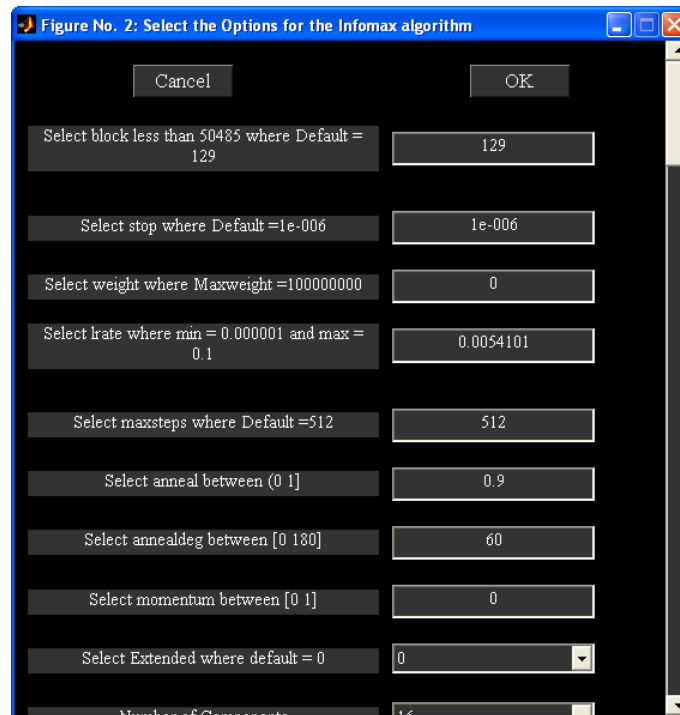 Figure No. 2: Select the Options for the Infomax algorithm
Cancel
OK
Select block less than 50485 where Default =
129
129
Select stop where Default =1e-006
1e-006
Select weight where Maxweight =100000000
0
Select lrate where min = 0.000001 and max =
0.1
0.0054101
Select maxsteps where Default =512
512
Select anneal between (0 1]
0.9
Select annealdeg between [0 180]
60
Select momentum between [0 1]
0
Select Extended where default = 0
0
Number of Components
16